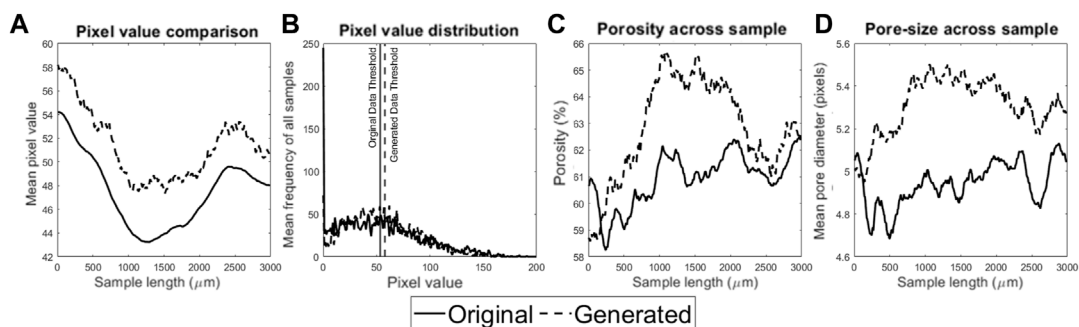 A
Pixel value comparison
Mean pixel value
60
58
56
54
52
50
48
46
44
42
0
500
1000
1500
2000
2500
3000
Sample length (μm)
B
Pixel value distribution
Mean frequency of all samples
250
200
150
100
50
0
Original Data Threshold
Generated Data Threshold
0
50
100
150
200
Pixel value
C
Porosity across sample
Porosity (%)
66
65
64
63
62
61
60
59
58
0
500
1000
1500
2000
2500
3000
Sample length (μm)
D
Pore-size across sample
Mean pore diameter (pixels)
5.6
5.4
5.2
5
4.8
4.6
0
500
1000
1500
2000
2500
3000
Sample length (μm)
Original
Generated